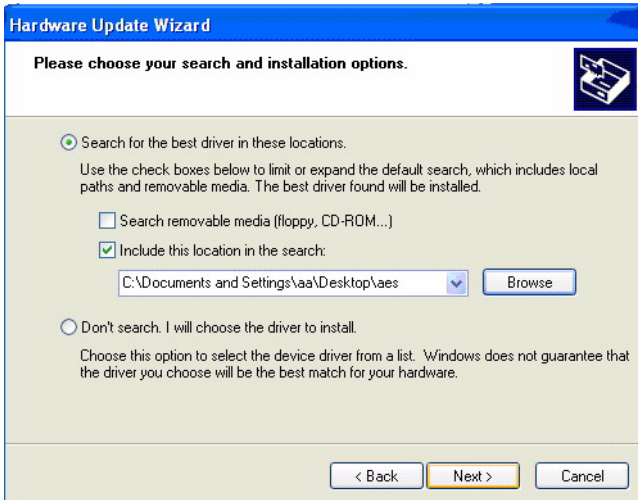 Hardware Update Wizard
Please choose your search and installation options.
Search for the best driver in these locations.
Use the check boxes below to limit or expand the default search, which includes local
paths and removable media. The best driver found will be installed.
Search removable media (floppy, CD-ROM...)
Include this location in the search:
C:\Documents and Settings\aa\Desktop\aes
Browse
Don't search. I will choose the driver to install.
Choose this option to select the device driver from a list. Windows does not guarantee that
the driver you choose will be the best match for your hardware.
< Back
Next >
Cancel